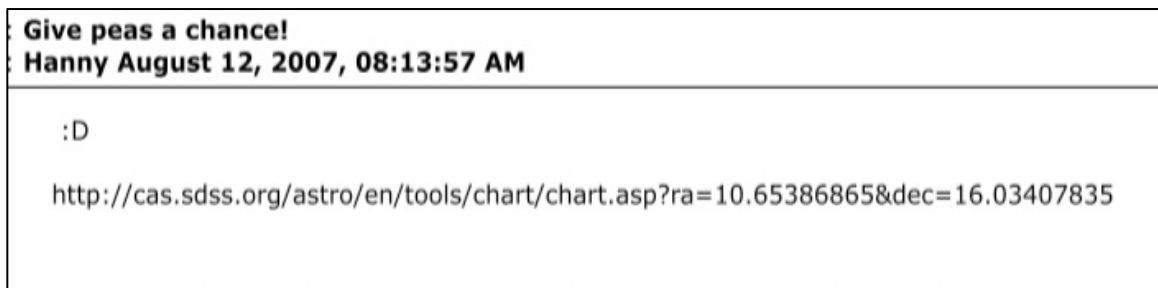 : Give peas a chance!
: Hanny August 12, 2007, 08:13:57 AM
:D
http://cas.sdss.org/astro/en/tools/chart/chart.asp?ra=10.65386865&dec=16.03407835